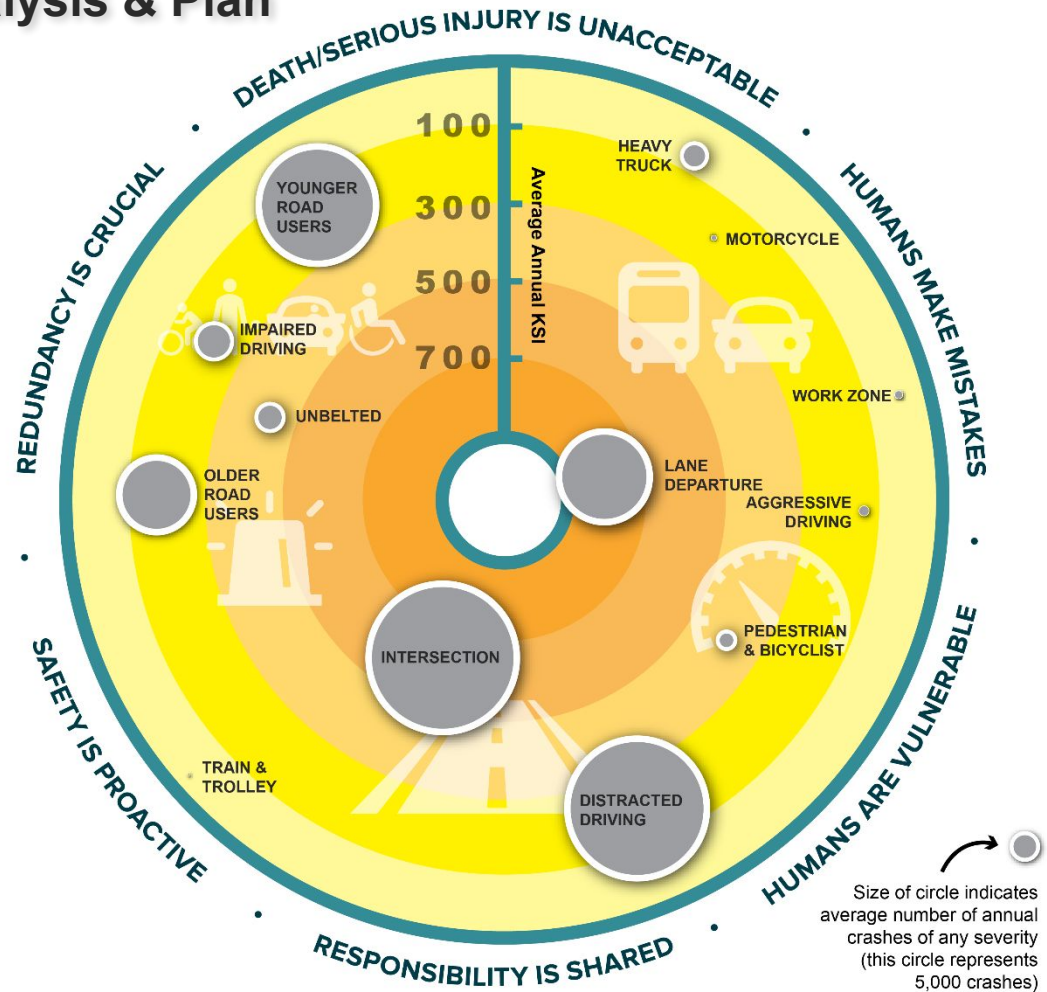 & Plan
DEATH/SERIOUS INJURY IS UNACCEPTABLE
HUMANS MAKE MISTAKES
HUMANS ARE VULNERABLE
RESPONSIBILITY IS SHARED
SAFETY IS PROACTIVE
REDUNDANCY IS CRUCIAL
100
300
500
700
Average Annual KSI
YOUNGER
ROAD
USERS
HEAVY
TRUCK
MOTORCYCLE
IMPAIRED
DRIVING
WORK ZONE
UNBELTED
OLDER
ROAD
USERS
LANE
DEPARTURE
AGGRESSIVE
DRIVING
PEDESTRIAN
& BICYCLIST
INTERSECTION
TRAIN &
TROLLEY
DISTRACTED
DRIVING
Size of circle indicates
average number of annual
crashes of any severity
(this circle represents
5,000 crashes)